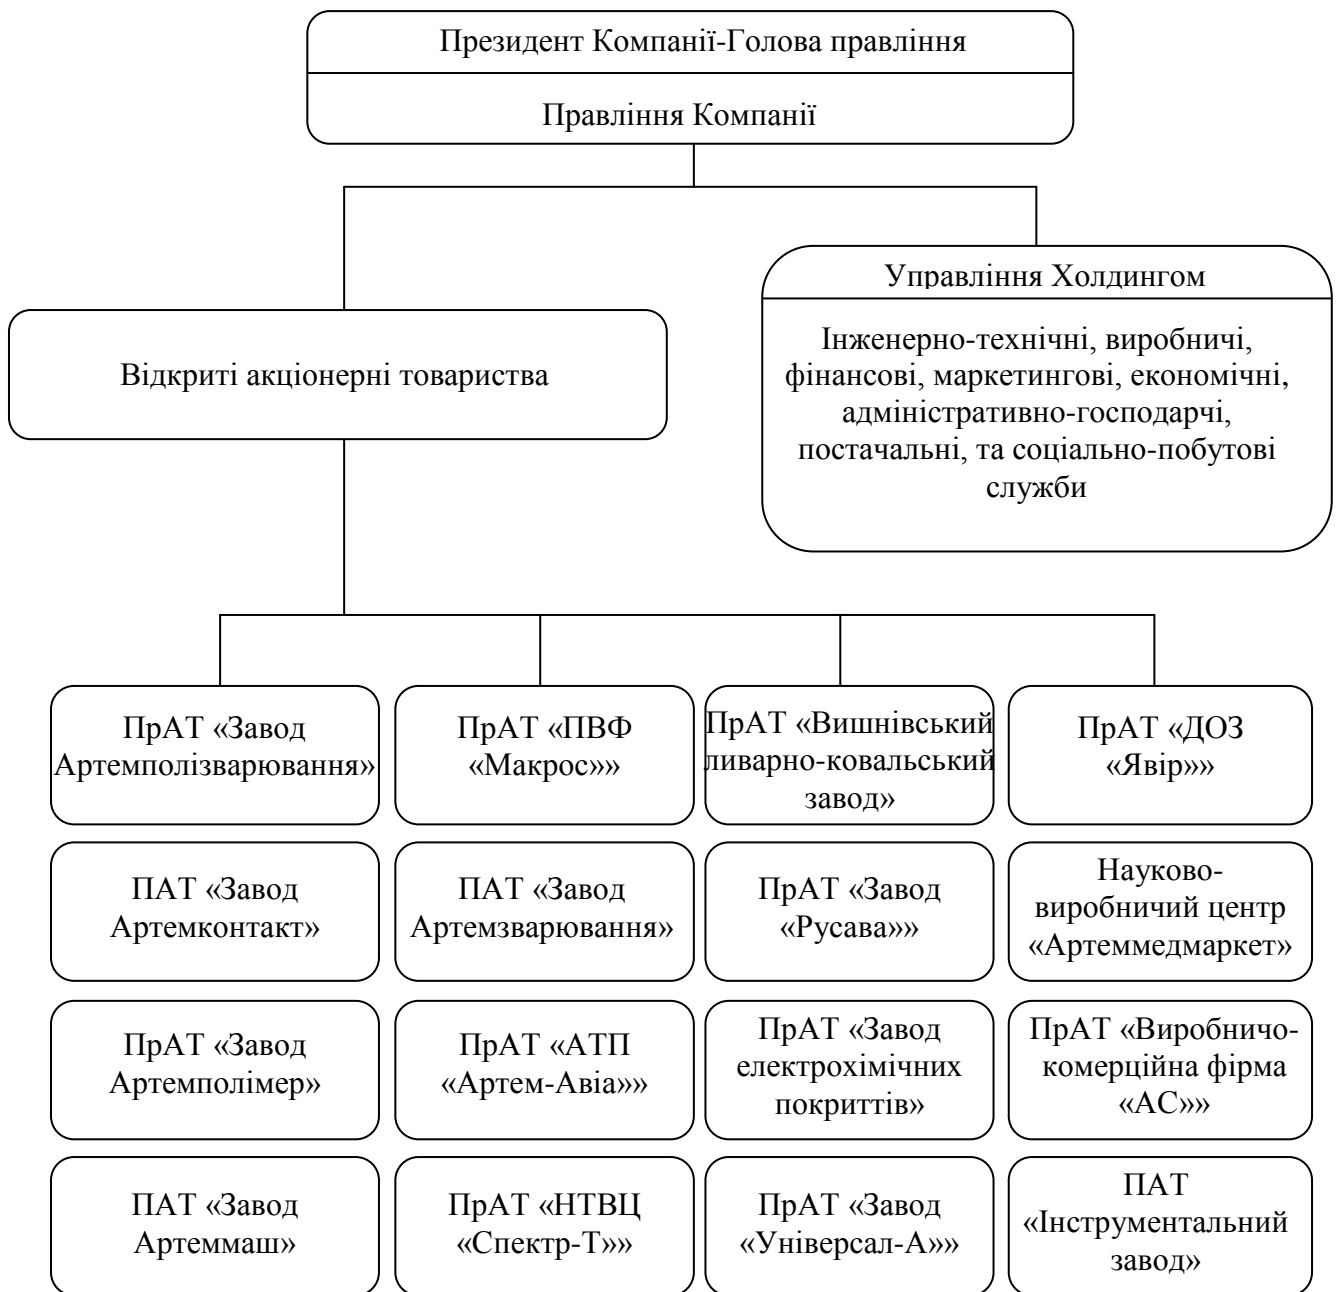 Президент Компанії-Голова правління
Правління Компанії
Управління Холдингом
Інженерно-технічні, виробничі,
фінансові, маркетингові, економічні,
адміністративно-господарчі,
постачальні, та соціально-побутові
служби
Відкриті акціонерні товариства
ПрАТ «Завод
Артемполізварювання»
ПрАТ «ПВФ
«Макрос»»
ПрАТ «Вишнівський
ливарно-ковальський
завод»
ПрАТ «ДОЗ
«Явір»»
ПАТ «Завод
Артемконтакт»
ПАТ «Завод
Артемзварювання»
ПрАТ «Завод
«Русава»»
Науково-
виробничий центр
«Артеммедмаркет»
ПрАТ «Завод
Артемполімер»
ПрАТ «АТП
«Артем-Авіа»»
ПрАТ «Завод
електрохімічних
покриттів»
ПрАТ «Виробничо-
комерційна фірма
«АС»»
ПАТ «Завод
Артеммаш»
ПрАТ «НТВЦ
«Спектр-Т»»
ПрАТ «Завод
«Універсал-А»»
ПАТ
«Інструментальний
завод»